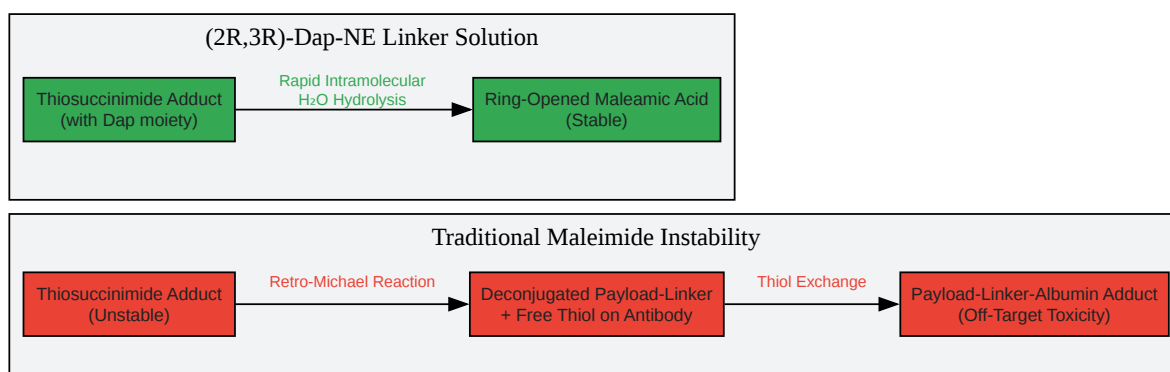 (2R,3R)-Dap-NE Linker Solution
Thiosuccinimide Adduct
(with Dap moiety)
Rapid Intramolecular
H₂O Hydrolysis
Ring-Opened Maleamic Acid
(Stable)
Traditional Maleimide Instability
Thiosuccinimide Adduct
(Unstable)
Retro-Michael Reaction
Deconjugated Payload-Linker
+ Free Thiol on Antibody
Thiol Exchange
Payload-Linker-Albumin Adduct
(Off-Target Toxicity)